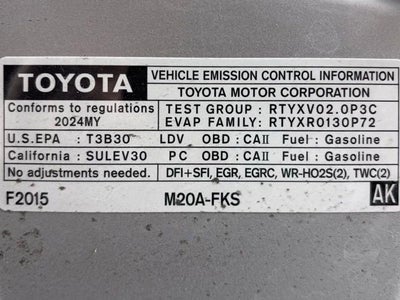 TOYOTA
VEHICLE EMISSION CONTROL INFORMATION
TOYOTA MOTOR CORPORATION
Conforms to regulations
2024MY
TEST GROUP : RTYXV02.0P3C
EVAP FAMILY: RTYXR0130P72
U.S.EPA : T3B30 LDV OBD : CAII Fuel : Gasoline
California : SULEV30 PC OBD : CAII Fuel : Gasoline
No adjustments needed. DFI+SFI, EGR, EGRC, WR-HO2S(2), TWC(2)
F2015 M20A-FKS AK